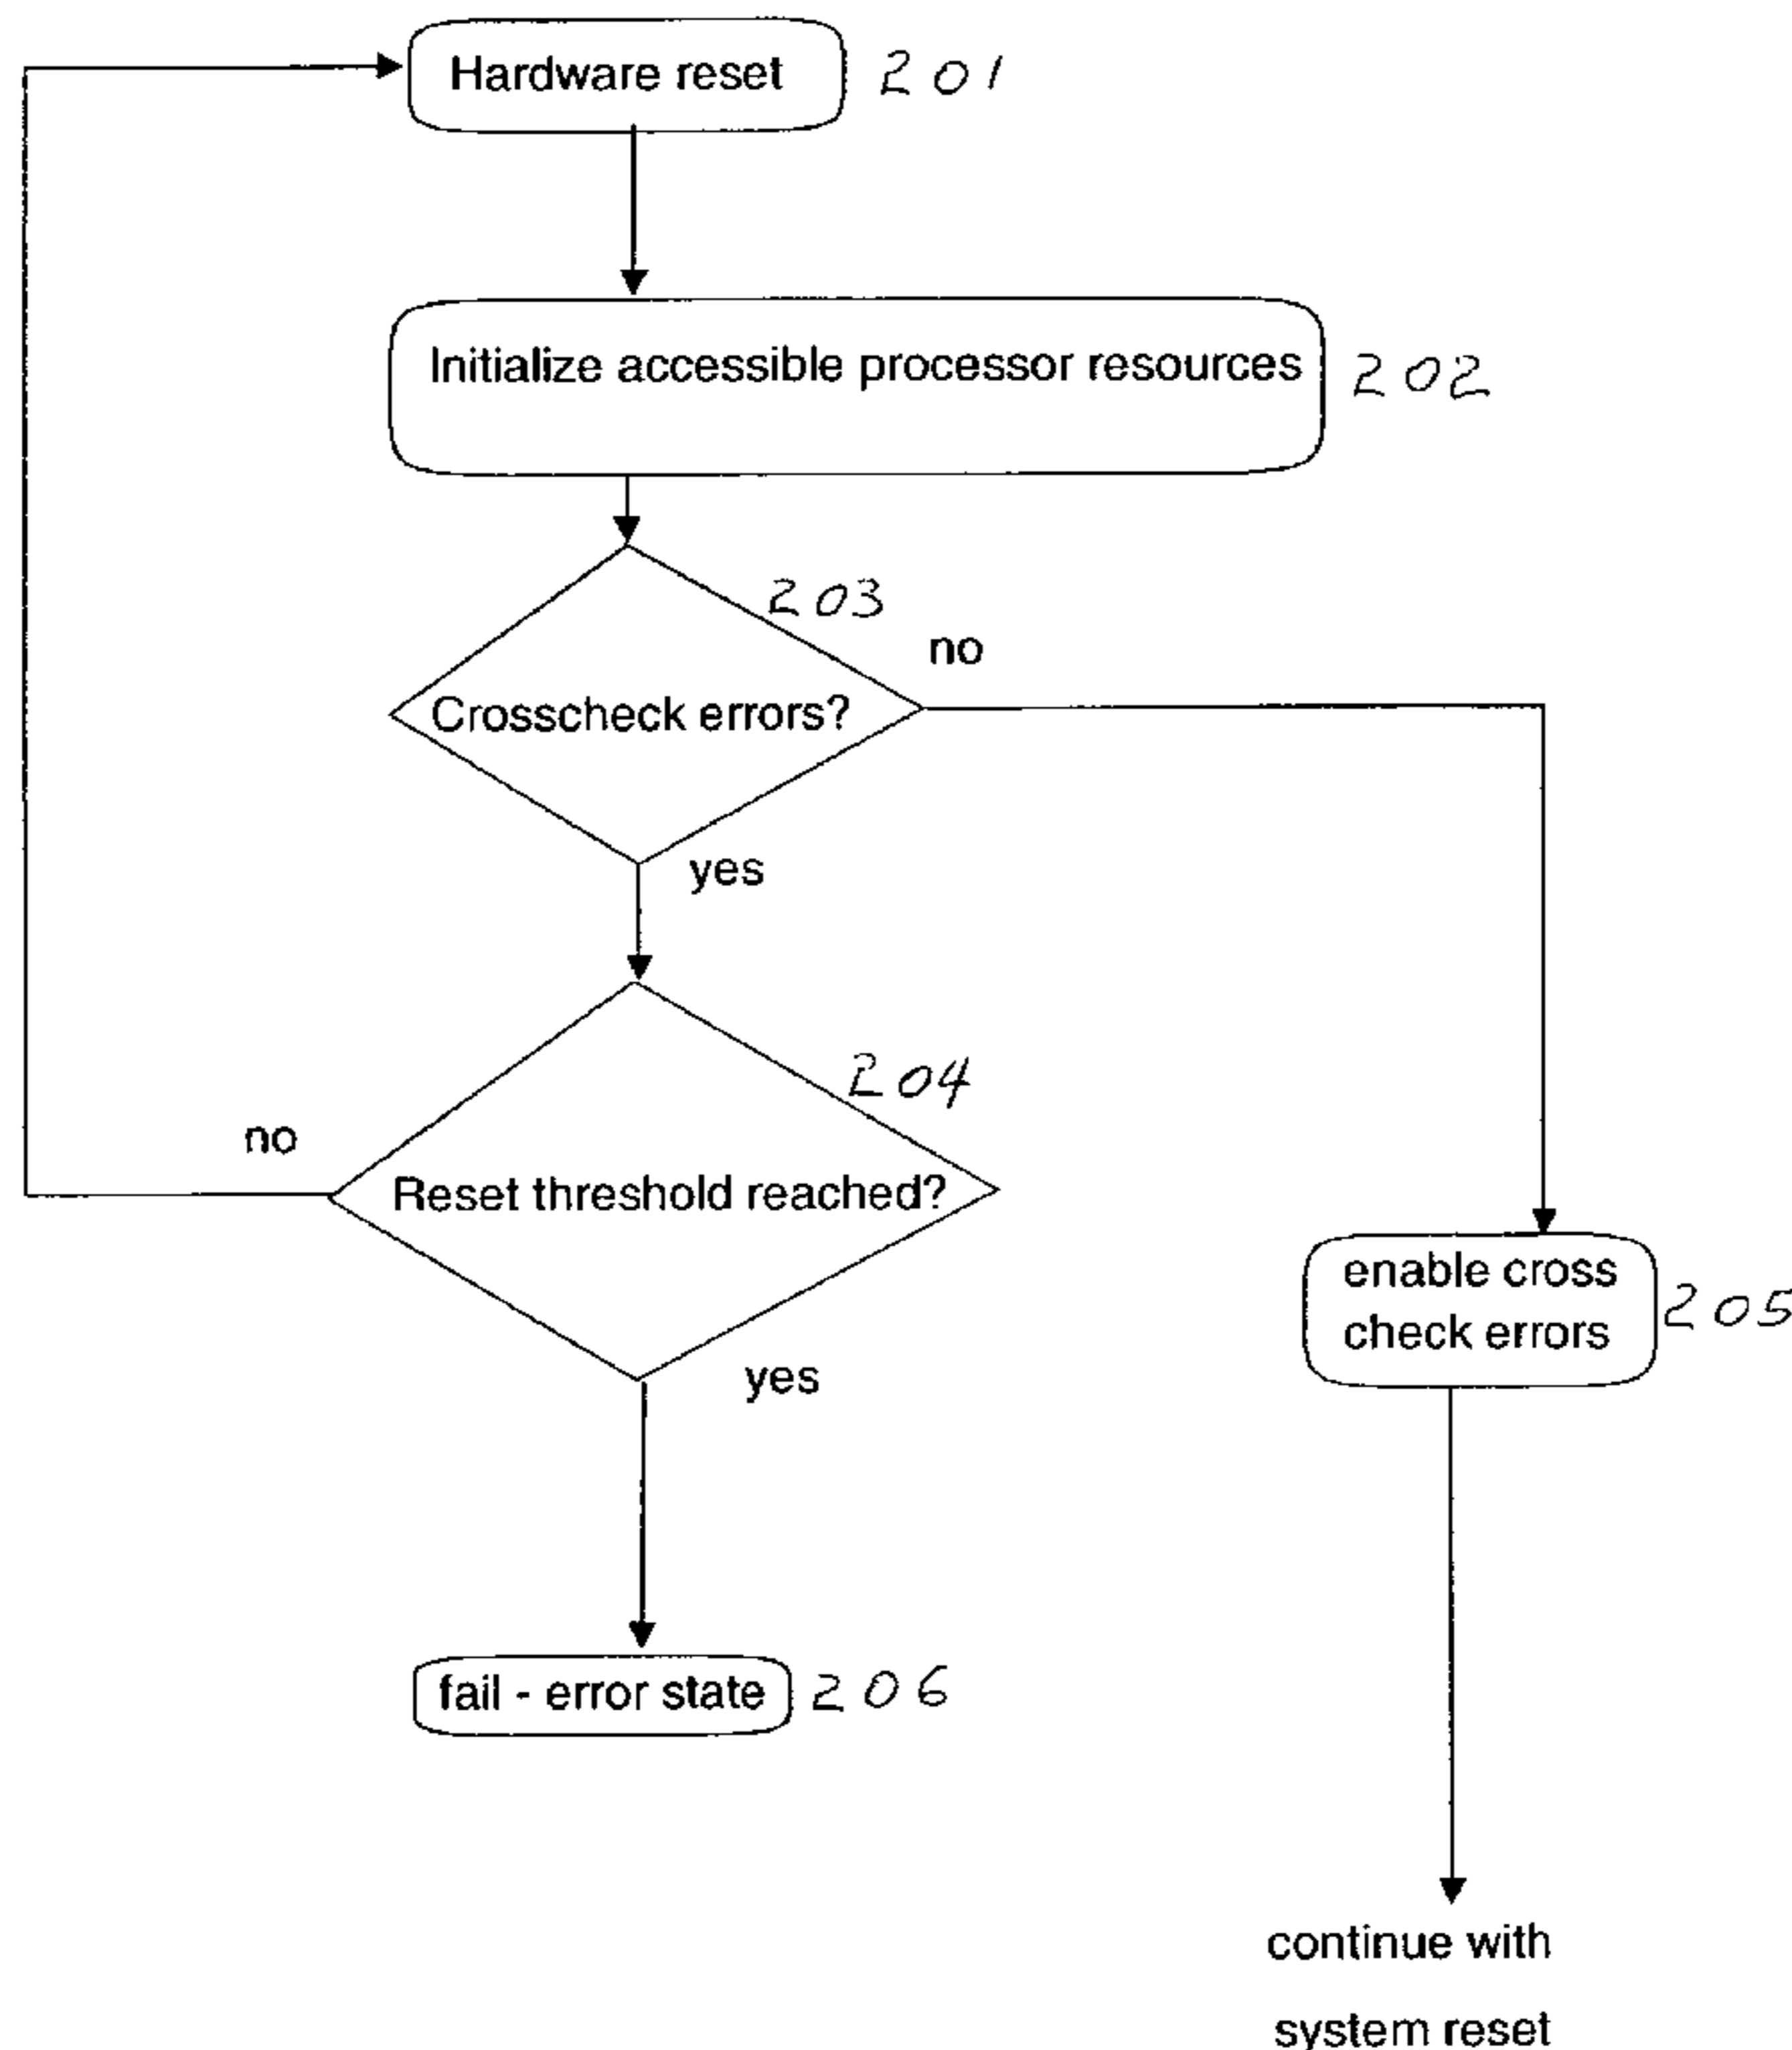 Hardware reset 201
Initialize accessible processor resources 202
203
no
Crosscheck errors?
yes
204
no
Reset threshold reached?
yes
enable cross
check errors
205
fail - error state 206
continue with
system reset